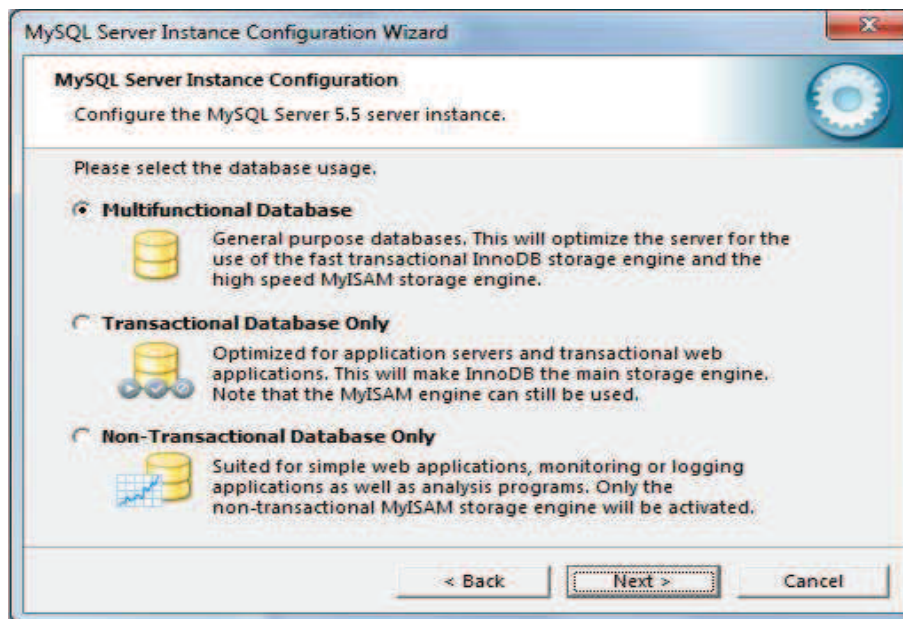 MySQL Server Instance Configuration Wizard
MySQL Server Instance Configuration
Configure the MySQL Server 5.5 server instance.
Please select the database usage.
Multifunctional Database
General purpose databases. This will optimize the server for the
use of the fast transactional InnoDB storage engine and the
high speed MyISAM storage engine.
Transactional Database Only
Optimized for application servers and transactional web
applications. This will make InnoDB the main storage engine.
Note that the MyISAM engine can still be used.
Non-Transactional Database Only
Suited for simple web applications, monitoring or logging
applications as well as analysis programs. Only the
non-transactional MyISAM storage engine will be activated.
< Back Next > Cancel